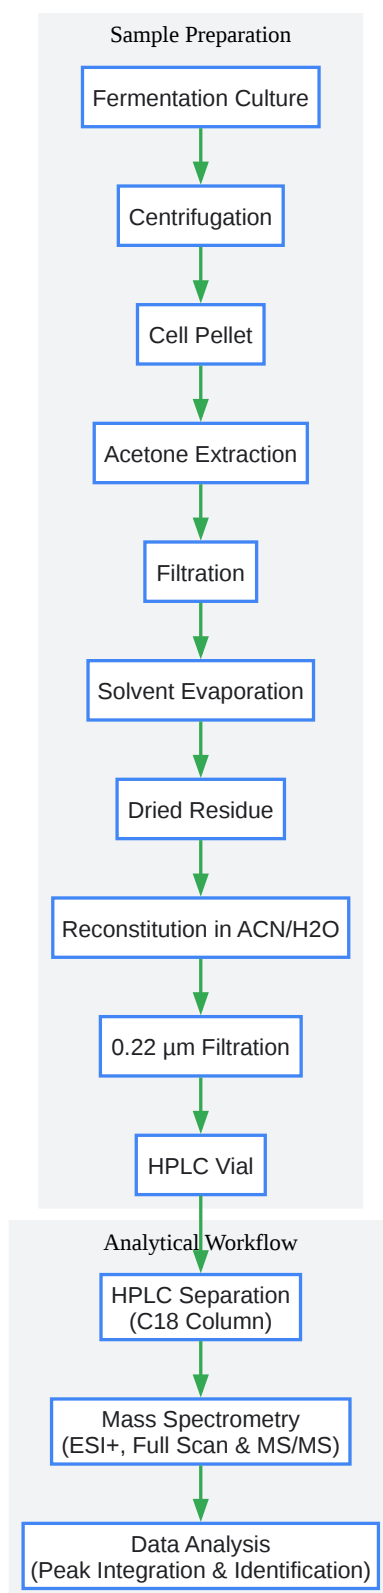 Sample Preparation
Fermentation Culture
Centrifugation
Cell Pellet
Acetone Extraction
Filtration
Solvent Evaporation
Dried Residue
Reconstitution in ACN/H2O
0.22 µm Filtration
HPLC Vial
Analytical Workflow
HPLC Separation
(C18 Column)
Mass Spectrometry
(ESI+, Full Scan & MS/MS)
Data Analysis
(Peak Integration & Identification)